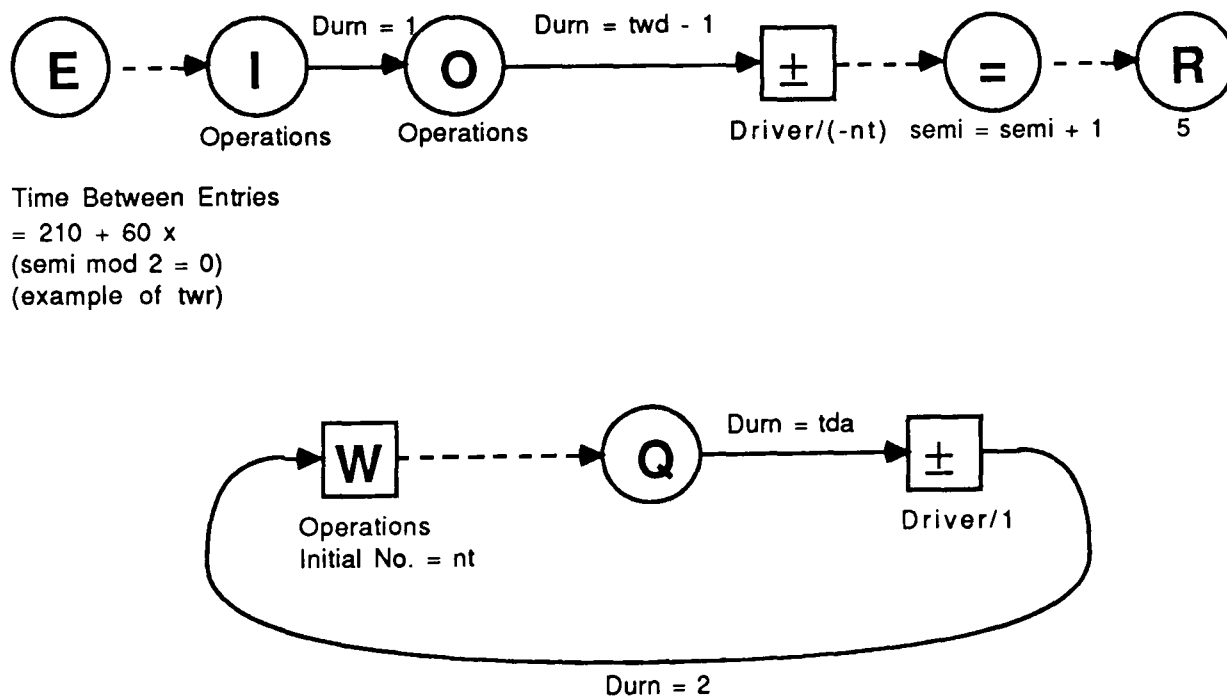 Durn = 1
Durn = twd - 1
E
I
O
±
=
R
Operations
Operations
Driver/(-nt)
semi = semi + 1
5
Time Between Entries
= 210 + 60 x
(semi mod 2 = 0)
(example of twr)
Durn = tda
W
Q
±
Operations
Initial No. = nt
Driver/1
Durn = 2